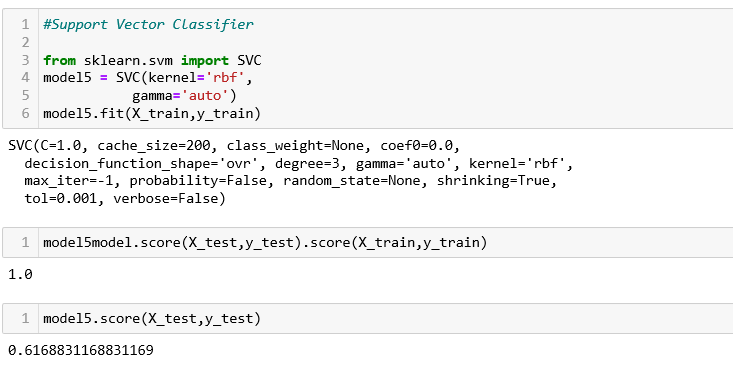 1 #Support Vector Classifier
2
3 from sklearn.svm import SVC
4 model5 = SVC(kernel='rbf',
5 gamma='auto')
6 model5.fit(X_train,y_train)
SVC(C=1.0, cache_size=200, class_weight=None, coef0=0.0,
decision_function_shape='ovr', degree=3, gamma='auto', kernel='rbf',
max_iter=-1, probability=False, random_state=None, shrinking=True,
tol=0.001, verbose=False)
1 model5model.score(X_test,y_test).score(X_train,y_train)
1.0
1 model5.score(X_test,y_test)
0.6168831168831169